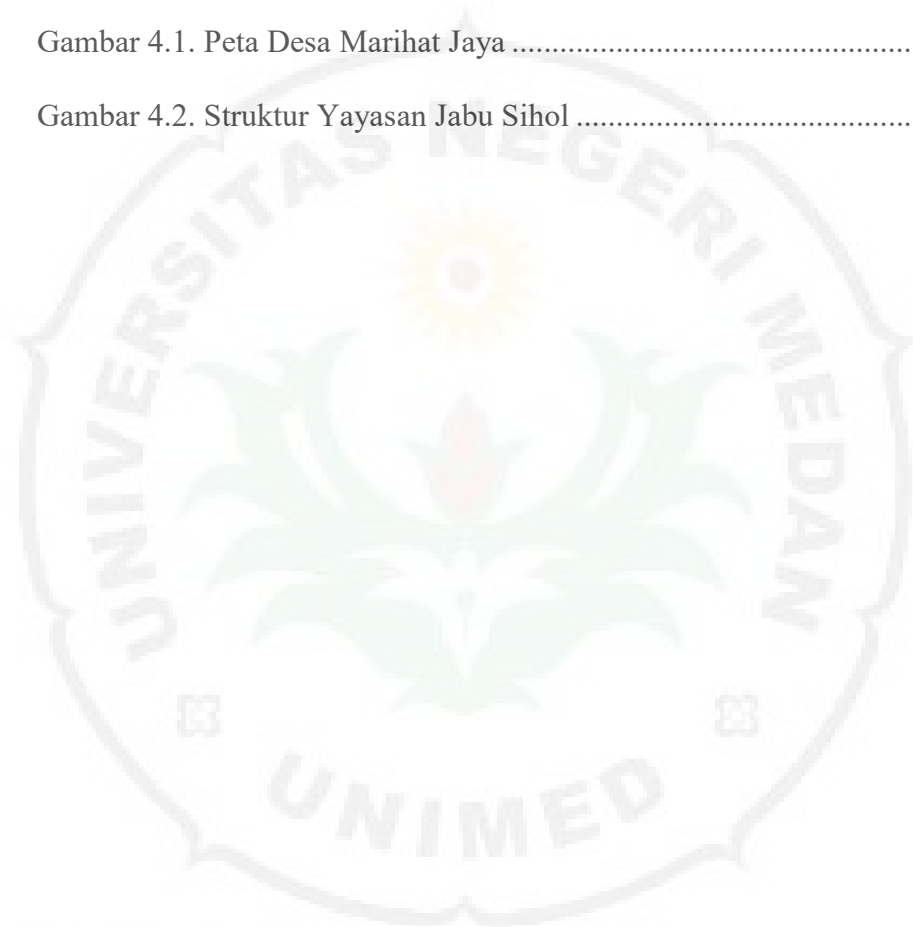 Gambar 4.1. Peta Desa Marihat Jaya ..................................................
Gambar 4.2. Struktur Yayasan Jabu Sihol ..........................................
UNIVERSITAS NEGERI MEDAN
UNIMED